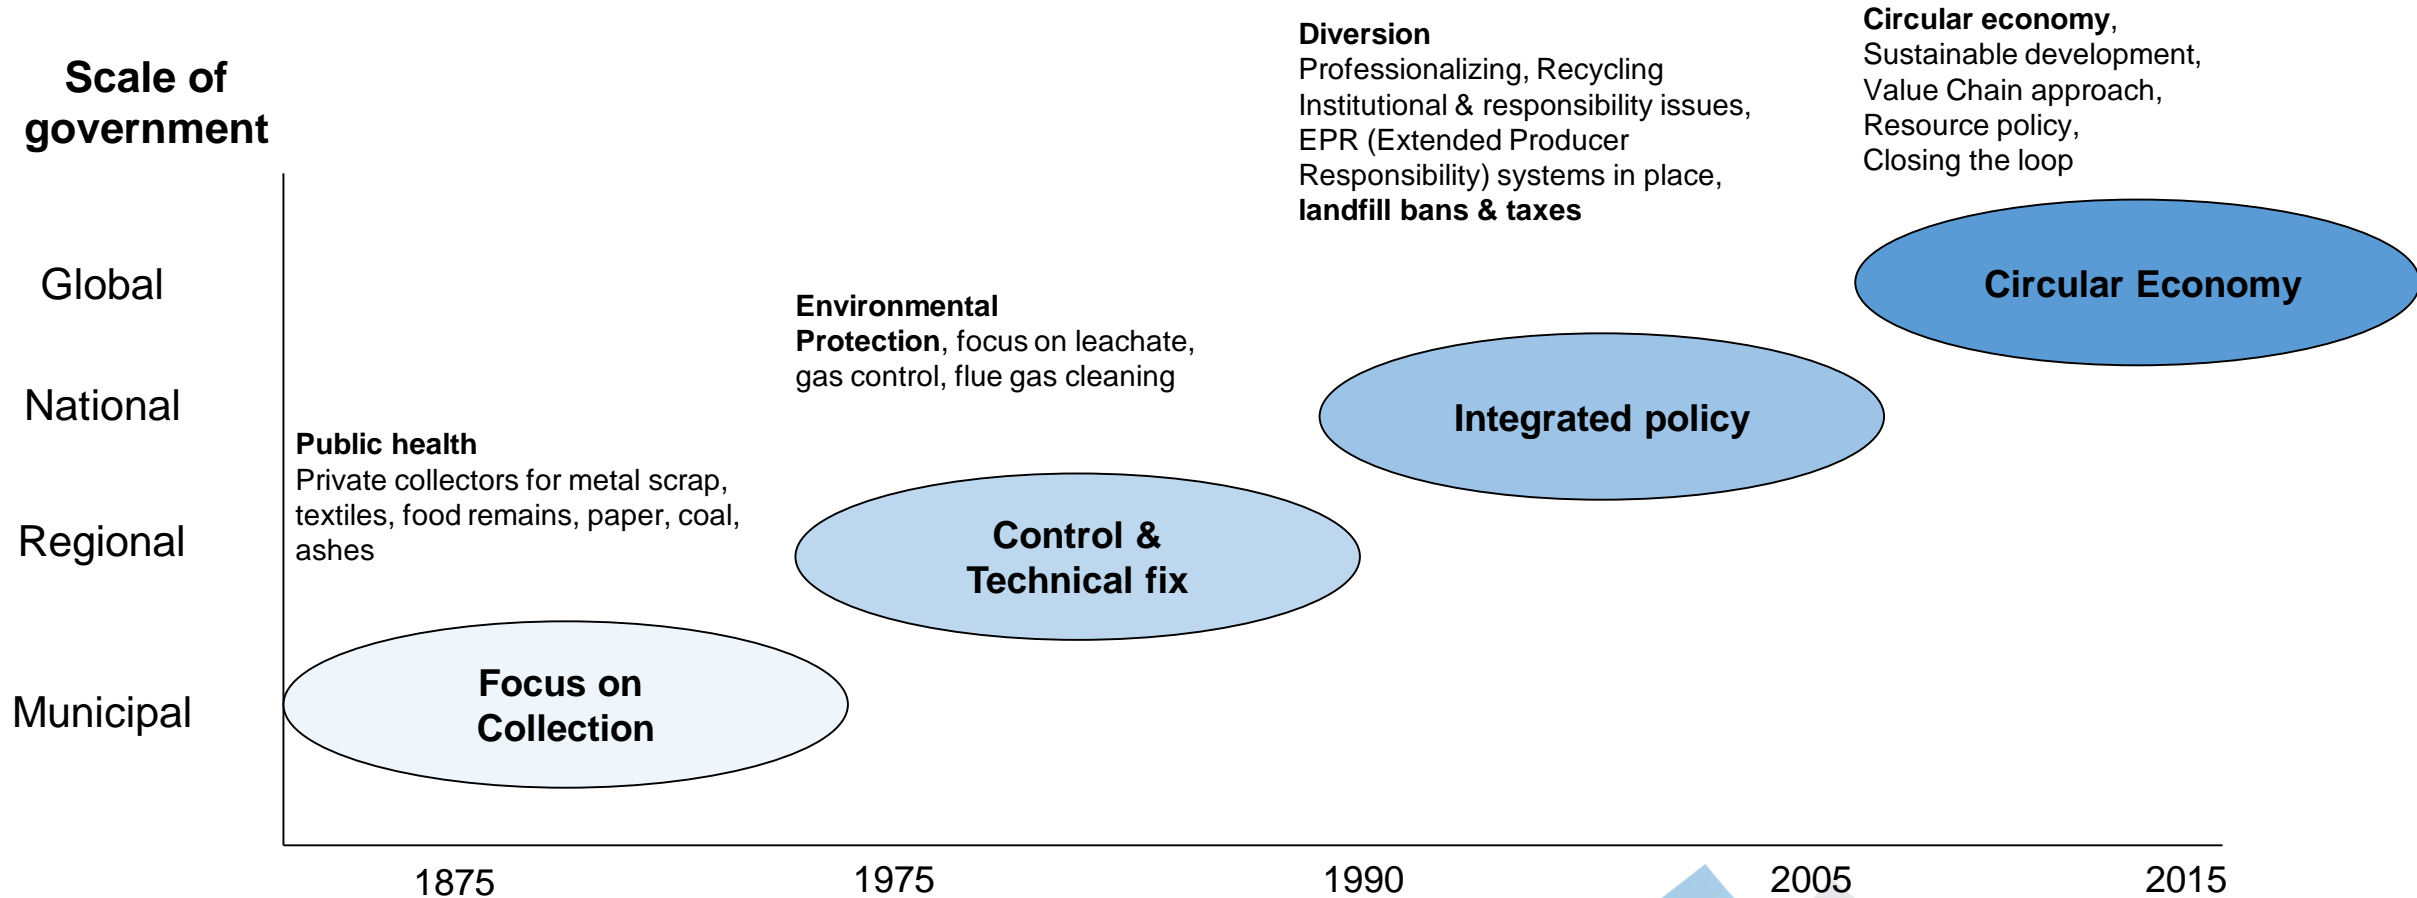 Scale of
government
Global
National
Regional
Municipal
Public health
Private collectors for metal scrap,
textiles, food remains, paper, coal,
ashes
Focus on
Collection
Environmental
Protection, focus on leachate,
gas control, flue gas cleaning
Control &
Technical fix
Diversion
Professionalizing, Recycling
Institutional & responsibility issues,
EPR (Extended Producer
Responsibility) systems in place,
landfill bans & taxes
Integrated policy
Circular economy,
Sustainable development,
Value Chain approach,
Resource policy,
Closing the loop
Circular Economy
1875
1975
1990
2005
2015